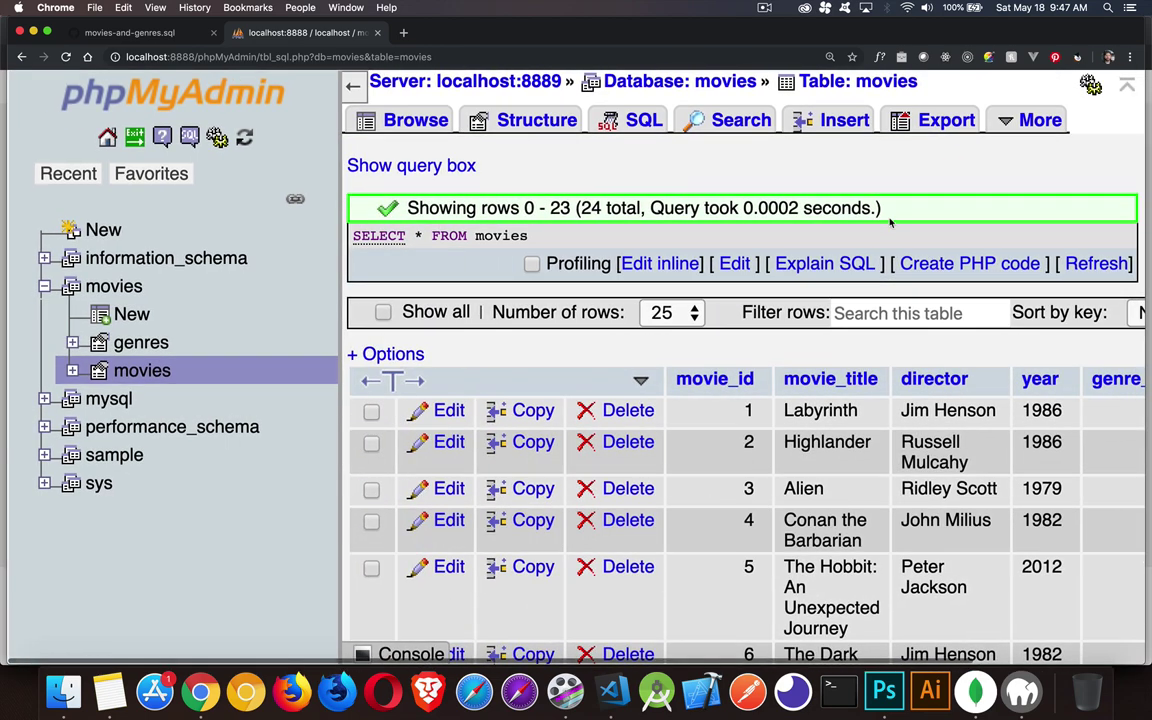 Chrome File Edit View History Bookmarks People Window Help 100% Sat May 18 9:47 AM
movies-and-genres.sql localhost:8888 / localhost / mo
localhost:8888/phpMyAdmin/tbl_sql.php?db=movies&table=movies
phpMyAdmin
Recent Favorites
New
information_schema
movies
New
genres
movies
mysql
performance_schema
sample
sys
Server: localhost:8889 » Database: movies » Table: movies
Browse Structure SQL Search Insert Export More
Show query box
Showing rows 0 - 23 (24 total, Query took 0.0002 seconds.)
SELECT * FROM movies
Profiling [Edit inline] [ Edit ] [ Explain SQL ] [ Create PHP code ] [ Refresh]
Show all | Number of rows: 25 Filter rows: Search this table Sort by key: N
+ Options
←T→ movie_id movie_title director year genre_
Edit Copy Delete 1 Labyrinth Jim Henson 1986
Edit Copy Delete 2 Highlander Russell 1986
Mulcahy
Edit Copy Delete 3 Alien Ridley Scott 1979
Edit Copy Delete 4 Conan the John Milius 1982
Barbarian
Edit Copy Delete 5 The Hobbit: Peter 2012
An Jackson
Unexpected
Journey
Console dit Copy Delete 6 The Dark Jim Henson 1982
1 Ps Ai